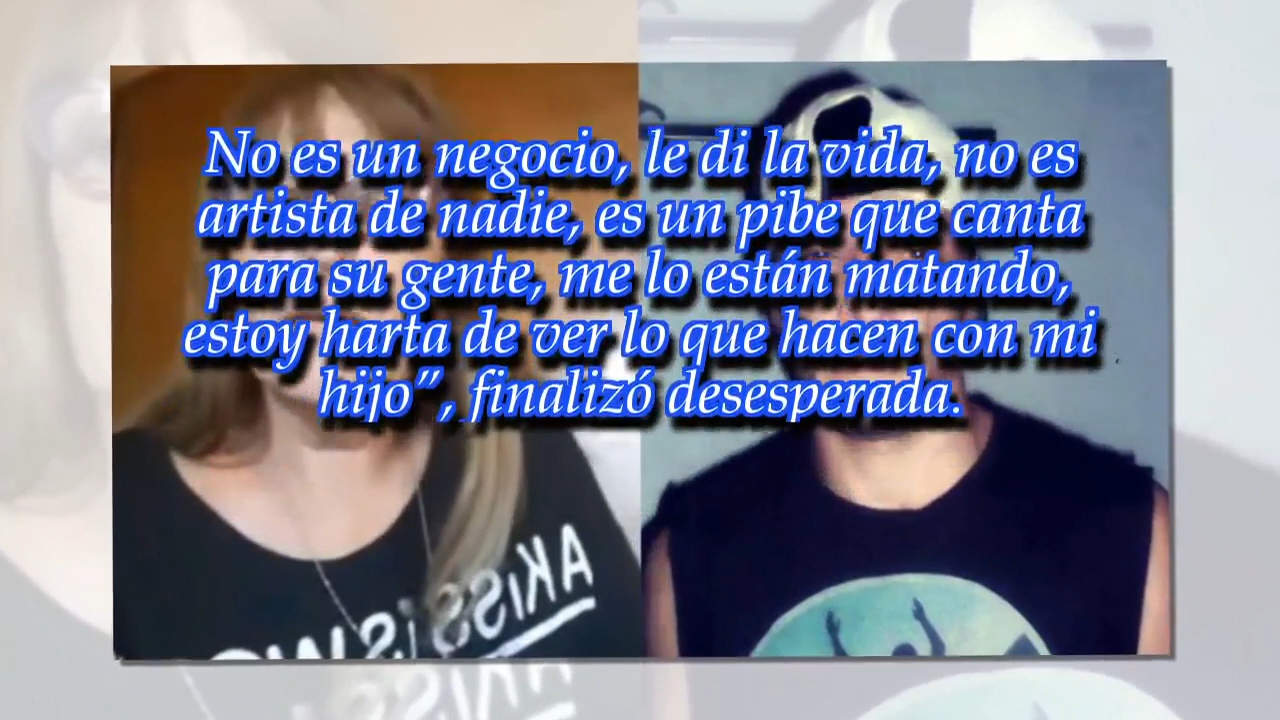 No es un negocio, le di la vida, no es
artista de nadie, es un pibe que canta
para su gente, me lo están matando,
estoy harta de ver lo que hacen con mi
hijo”, finalizó desesperada.
AKISS